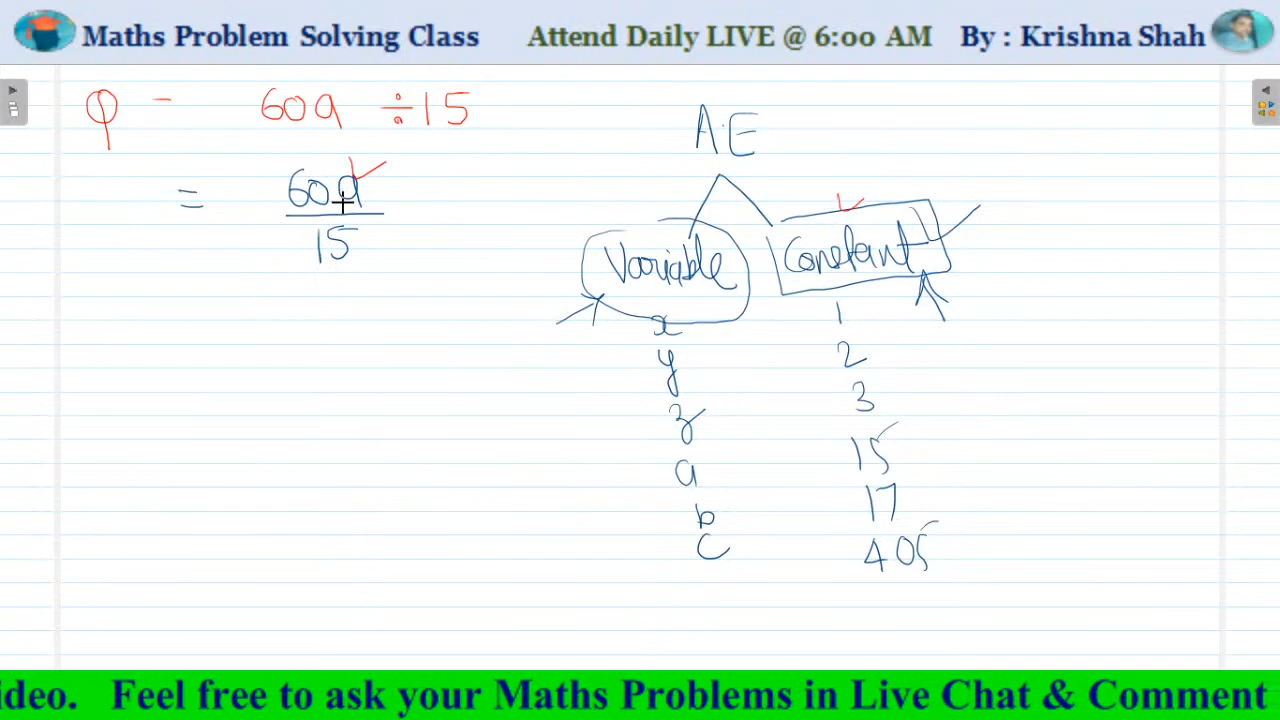 Maths Problem Solving Class Attend Daily LIVE @ 6:00 AM By : Krishna Shah
Q - 60a ÷ 15
= 60a
15
A.E
Variable Constant
x 1
y 2
z 3
a 15
b 17
c 405
ideo. Feel free to ask your Maths Problems in Live Chat & Comment